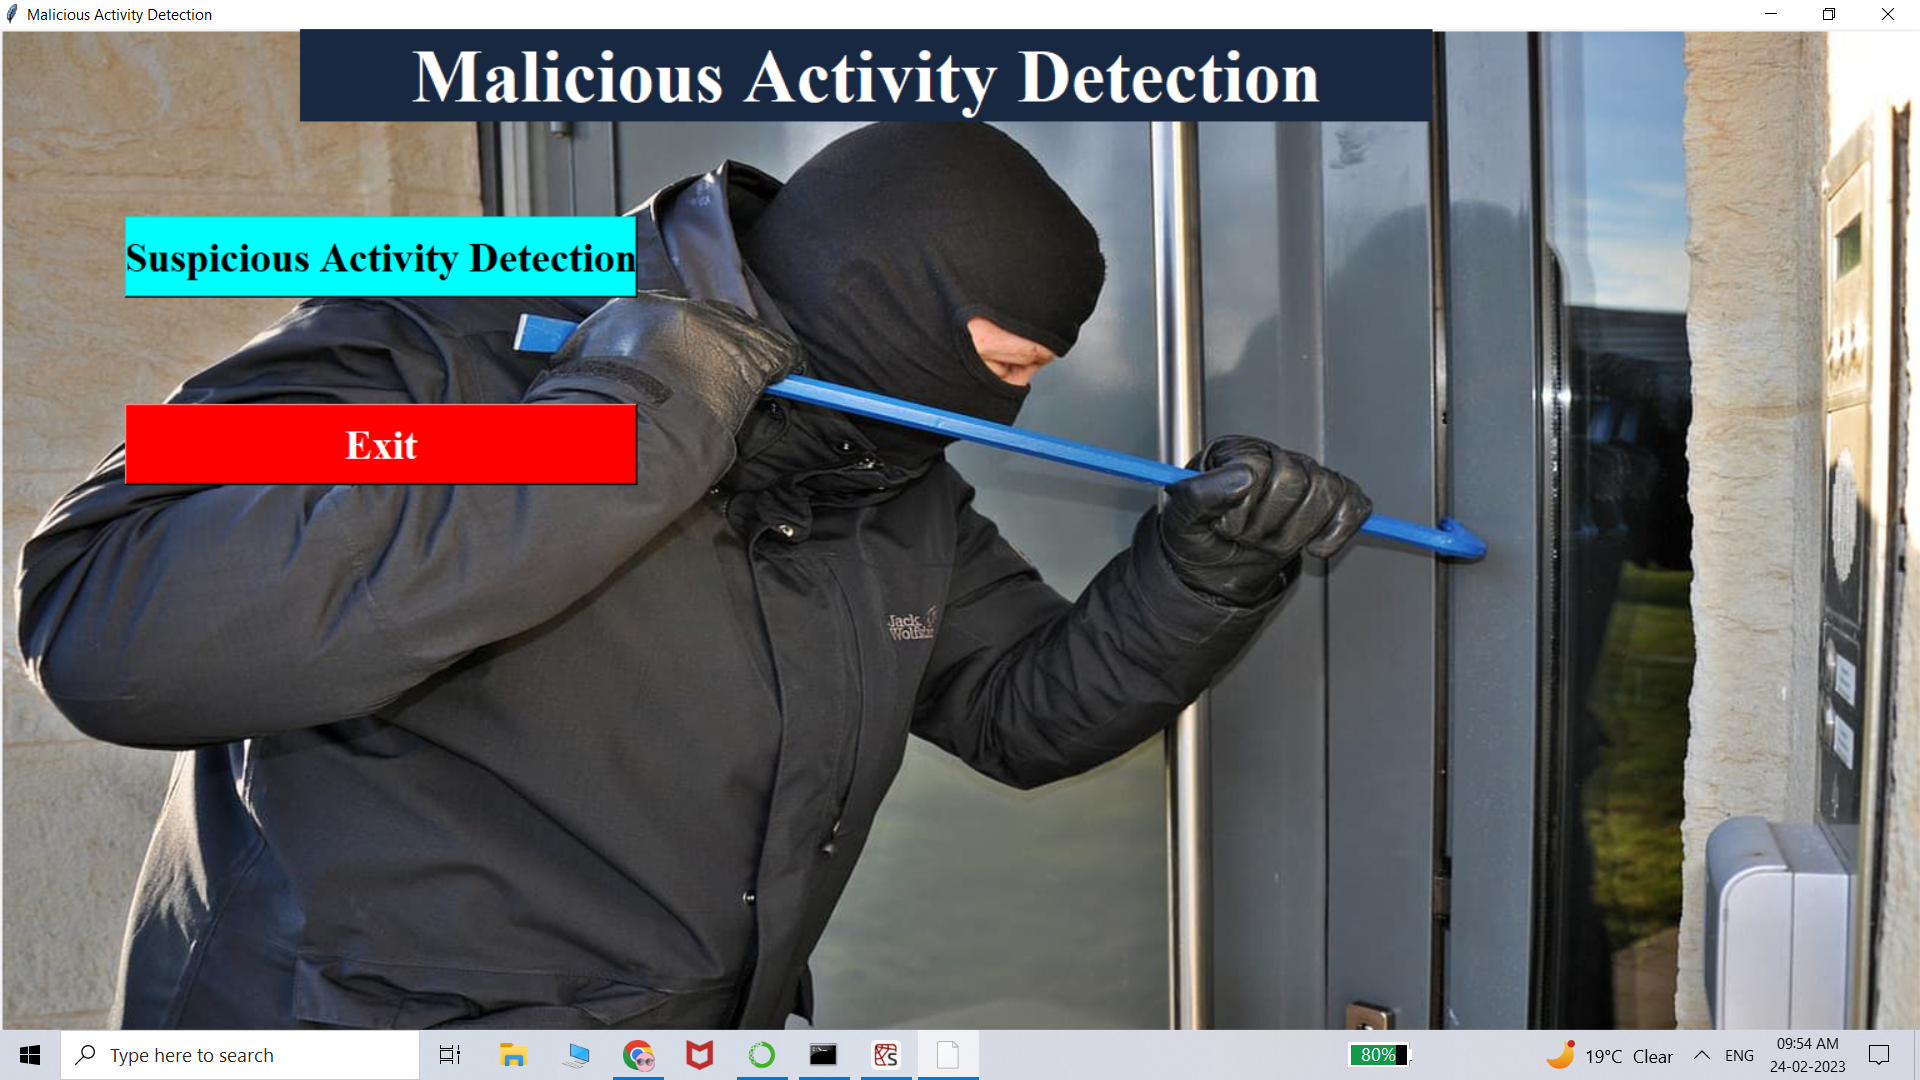 Malicious Activity Detection
Malicious Activity Detection
Suspicious Activity Detection
Exit
Jack
Type here to search
80%
19°C Clear
ENG
09:54 AM
24-02-2023